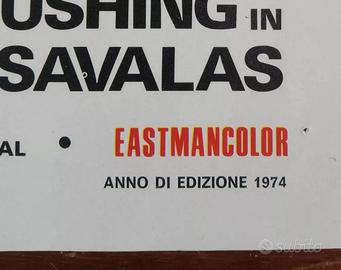 USHING IN
SAVALAS
AL • EASTMANCOLOR
ANNO DI EDIZIONE 1974
subito